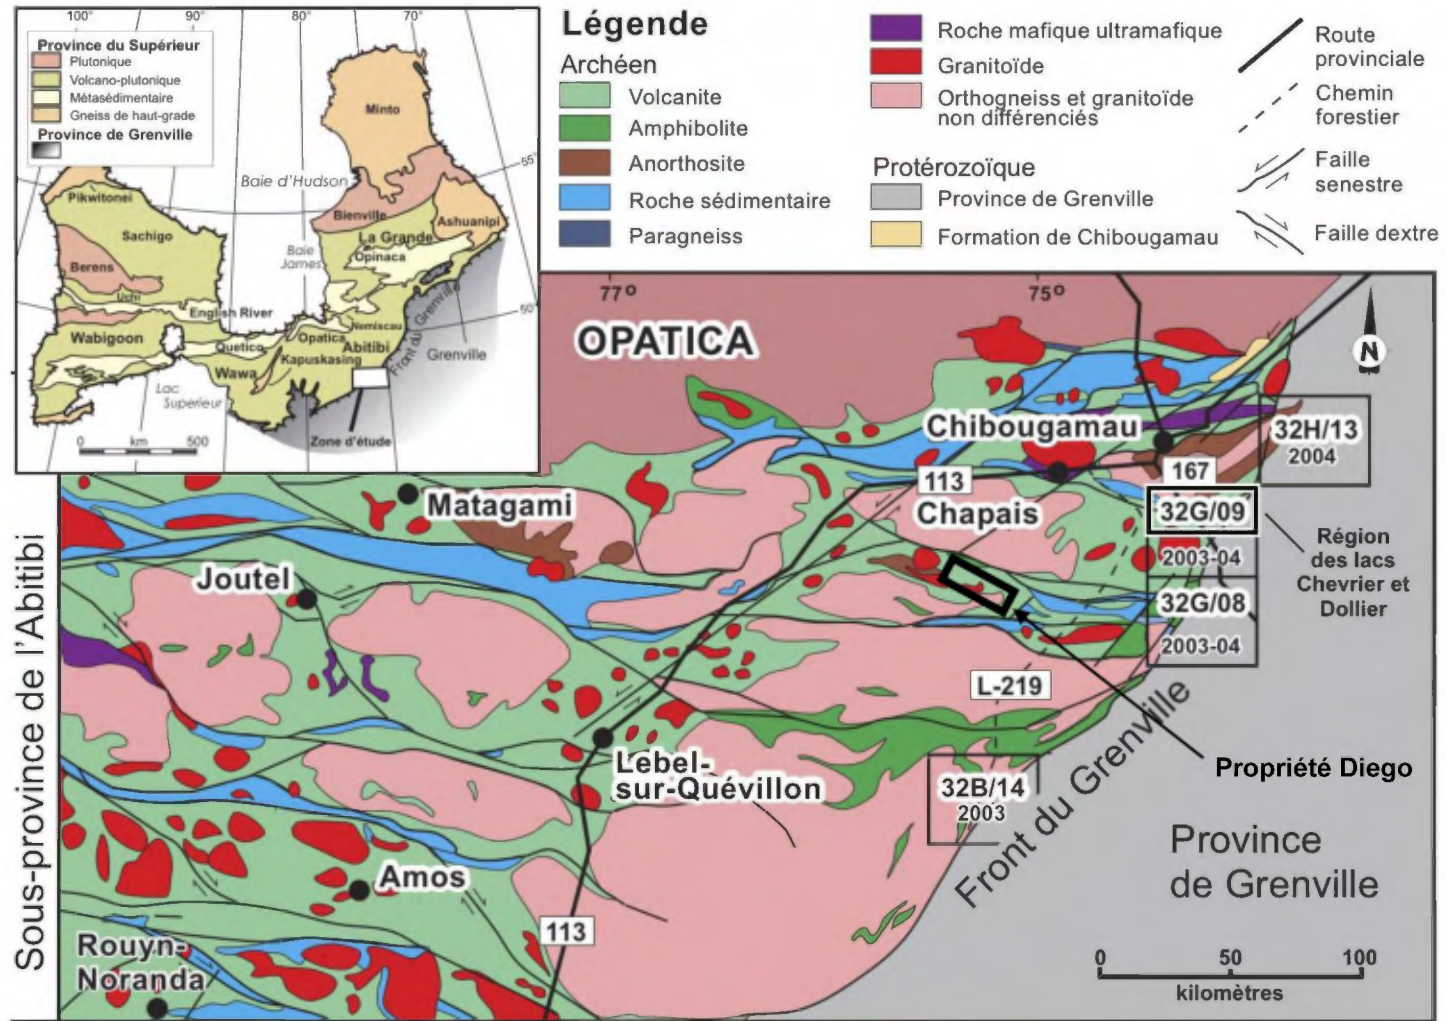 100°
90°
80°
70°
Province du Supérieur
Plutonique
Volcano-plutonique
Métasédimentaire
Gneiss de haut-grade
Province de Grenville
Minto
55°
Baie d'Hudson
Pikwitonei
Bienville
Ashuanipi
Sachigo
La Grande
Baie
James
Opinaca
Berens
Uchi
English River
50°
Nemiscau
Wabigoon
Opatica
Abitibi
Quetico
Kapuskasing
Front du Grenville
Grenville
Wawa
Lac
Superieur
0 km 500
Zone d'étude
Légende
Archéen
Volcanite
Amphibolite
Anorthosite
Roche sédimentaire
Paragneiss
Roche mafique ultramafique
Granitoïde
Orthogneiss et granitoïde
non différenciés
Protérozoïque
Province de Grenville
Formation de Chibougamau
Route
provinciale
Chemin
forestier
Faille
senestre
Faille dextre
77°
75°
OPATICA
N
Chibougamau
32H/13
2004
167
113
Matagami
Chapais
32G/09
2003-04
Région
des lacs
Chevrier et
Dollier
Joutel
32G/08
2003-04
L-219
Sous-province de l'Abitibi
Lebel-
sur-Quévillon
Propriété Diego
32B/14
2003
Front du Grenville
Province
de Grenville
Amos
113
Rouyn-
Noranda
0 50 100
kilomètres